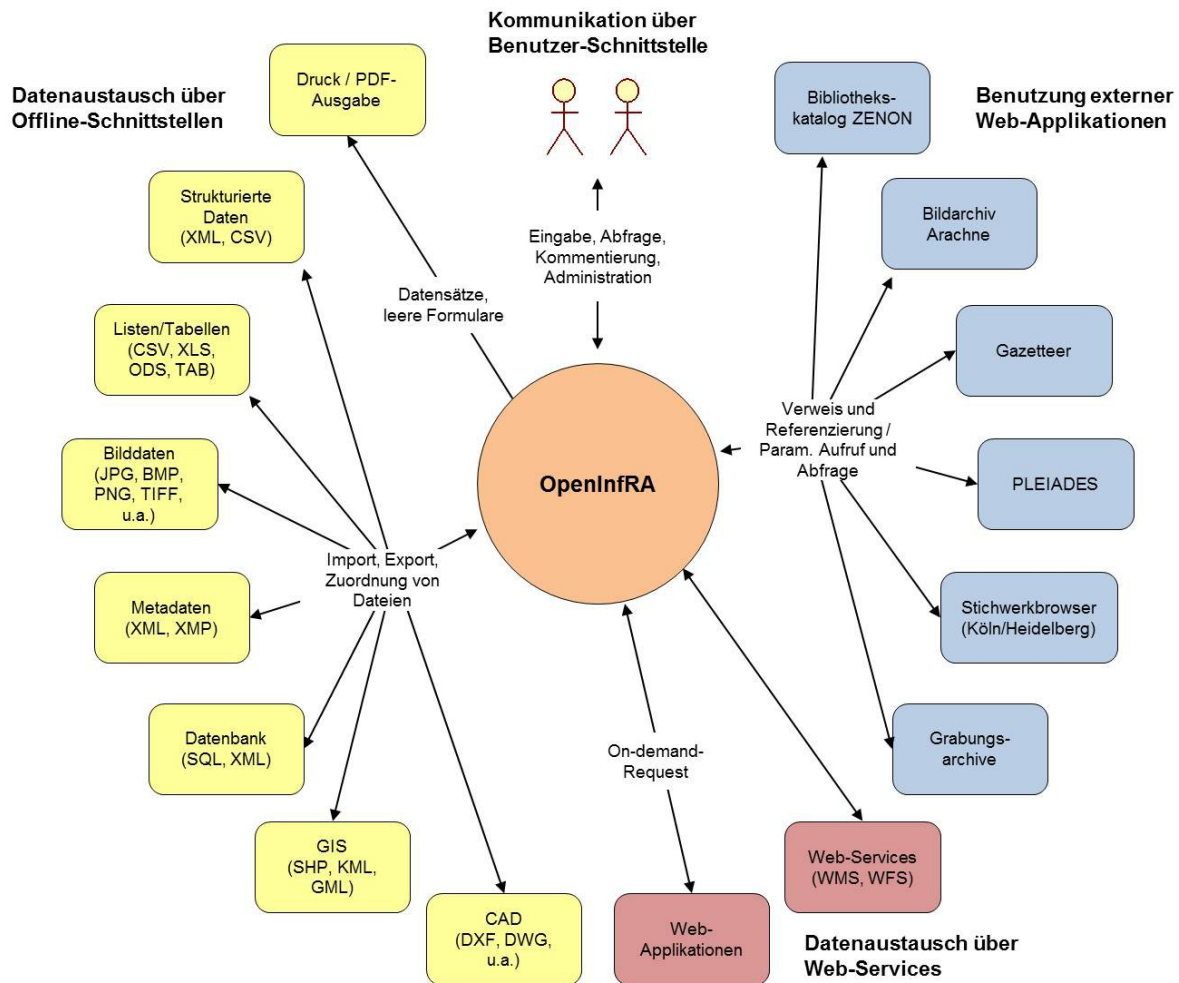 Kommunikation über
Benutzer-Schnittstelle
Datenaustausch über
Offline-Schnittstellen
Druck / PDF-
Ausgabe
Strukturierte
Daten
(XML, CSV)
Listen/Tabellen
(CSV, XLS,
ODS, TAB)
Bilddaten
(JPG, BMP,
PNG, TIFF,
u.a.)
Metadaten
(XML, XMP)
Datenbank
(SQL, XML)
GIS
(SHP, KML,
GML)
CAD
(DXF, DWG,
u.a.)
Datensätze,
leere Formulare
Import, Export,
Zuordnung von
Dateien
Eingabe, Abfrage,
Kommentierung,
Administration
OpenInfRA
On-demand-
Request
Web-
Applikationen
Web-Services
(WMS, WFS)
Datenaustausch über
Web-Services
Benutzung externer
Web-Applikationen
Bibliotheks-
katalog ZENON
Bildarchiv
Arachne
Gazetteer
PLEIADES
Stichwerkbrowser
(Köln/Heidelberg)
Grabungs-
archive
Verweis und
Referenzierung /
Param. Aufruf und
Abfrage